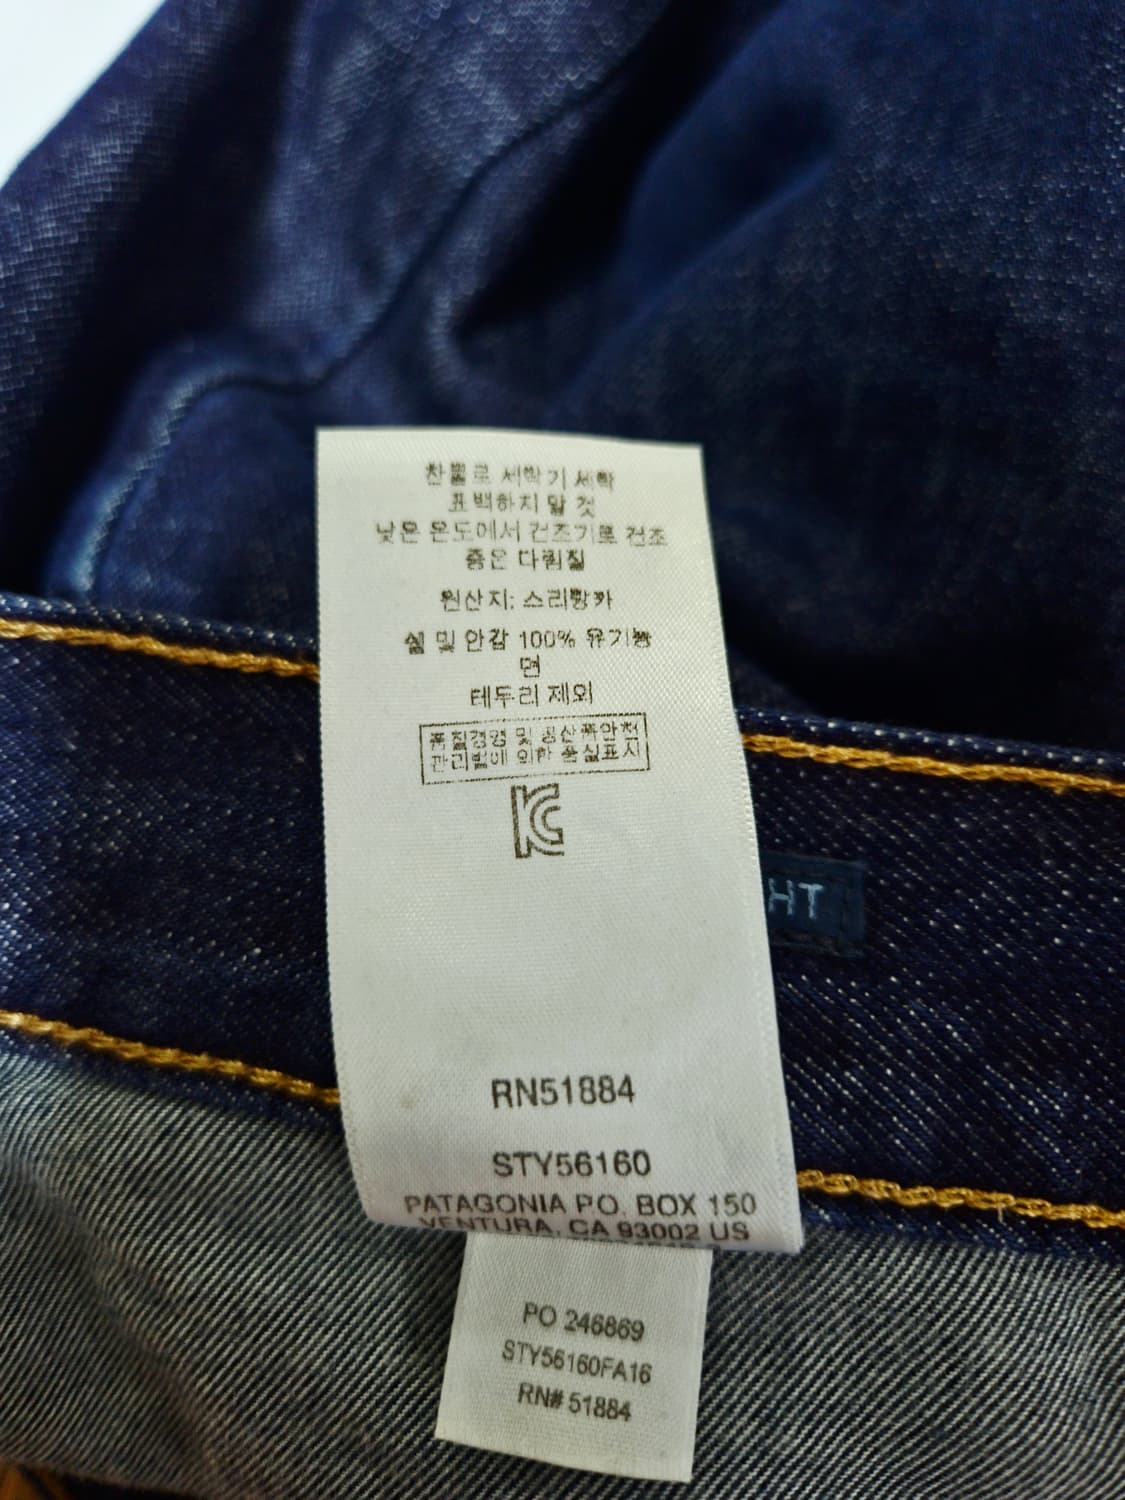 찬물로 세탁기 세탁
표백하지 말 것
낮은 온도에서 건조기로 건조
중온 다림질
원산지: 스리랑카
쉘 및 안감 100% 유기농
면
테두리 제외
품질경영 및 공산품안전
관리법에 의한 품질표시
KC
HT
RN51884
STY56160
PATAGONIA P.O. BOX 150
VENTURA, CA 93002 US
PO 246869
STY56160FA16
RN# 51884